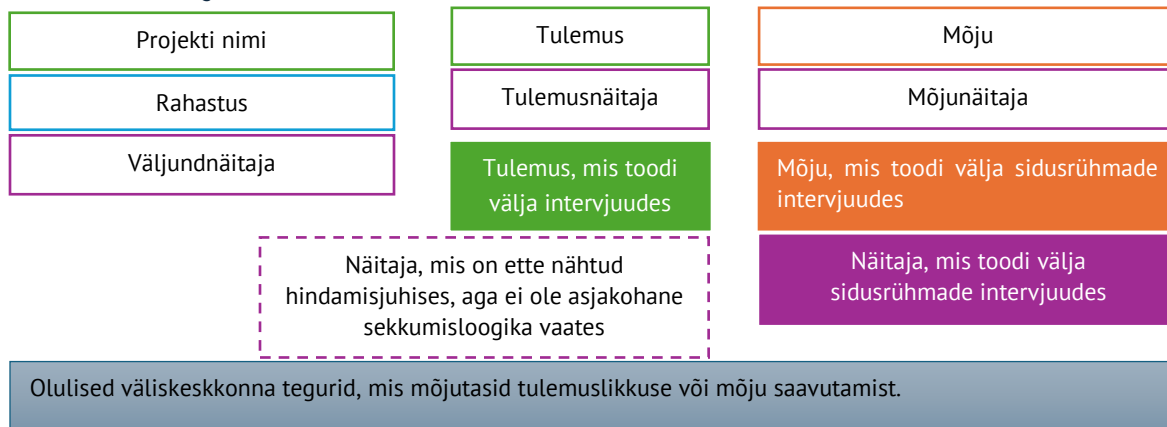 Projekti nimi
Rahastus
Väljundnäitaja
Tulemus
Tulemusnäitaja
Tulemus, mis toodi
välja intervjuudes
Mõju
Mõjunäitaja
Mõju, mis toodi välja sidusrühmade
intervjuudes
Näitaja, mis on ette nähtud
hindamisjuhises, aga ei ole asjakohane
sekkumisloogika vaates
Näitaja, mis toodi välja
sidusrühmade intervjuudes
Olulised väliskeskkonna tegurid, mis mõjutasid tulemuslikkuse või mõju saavutamist.